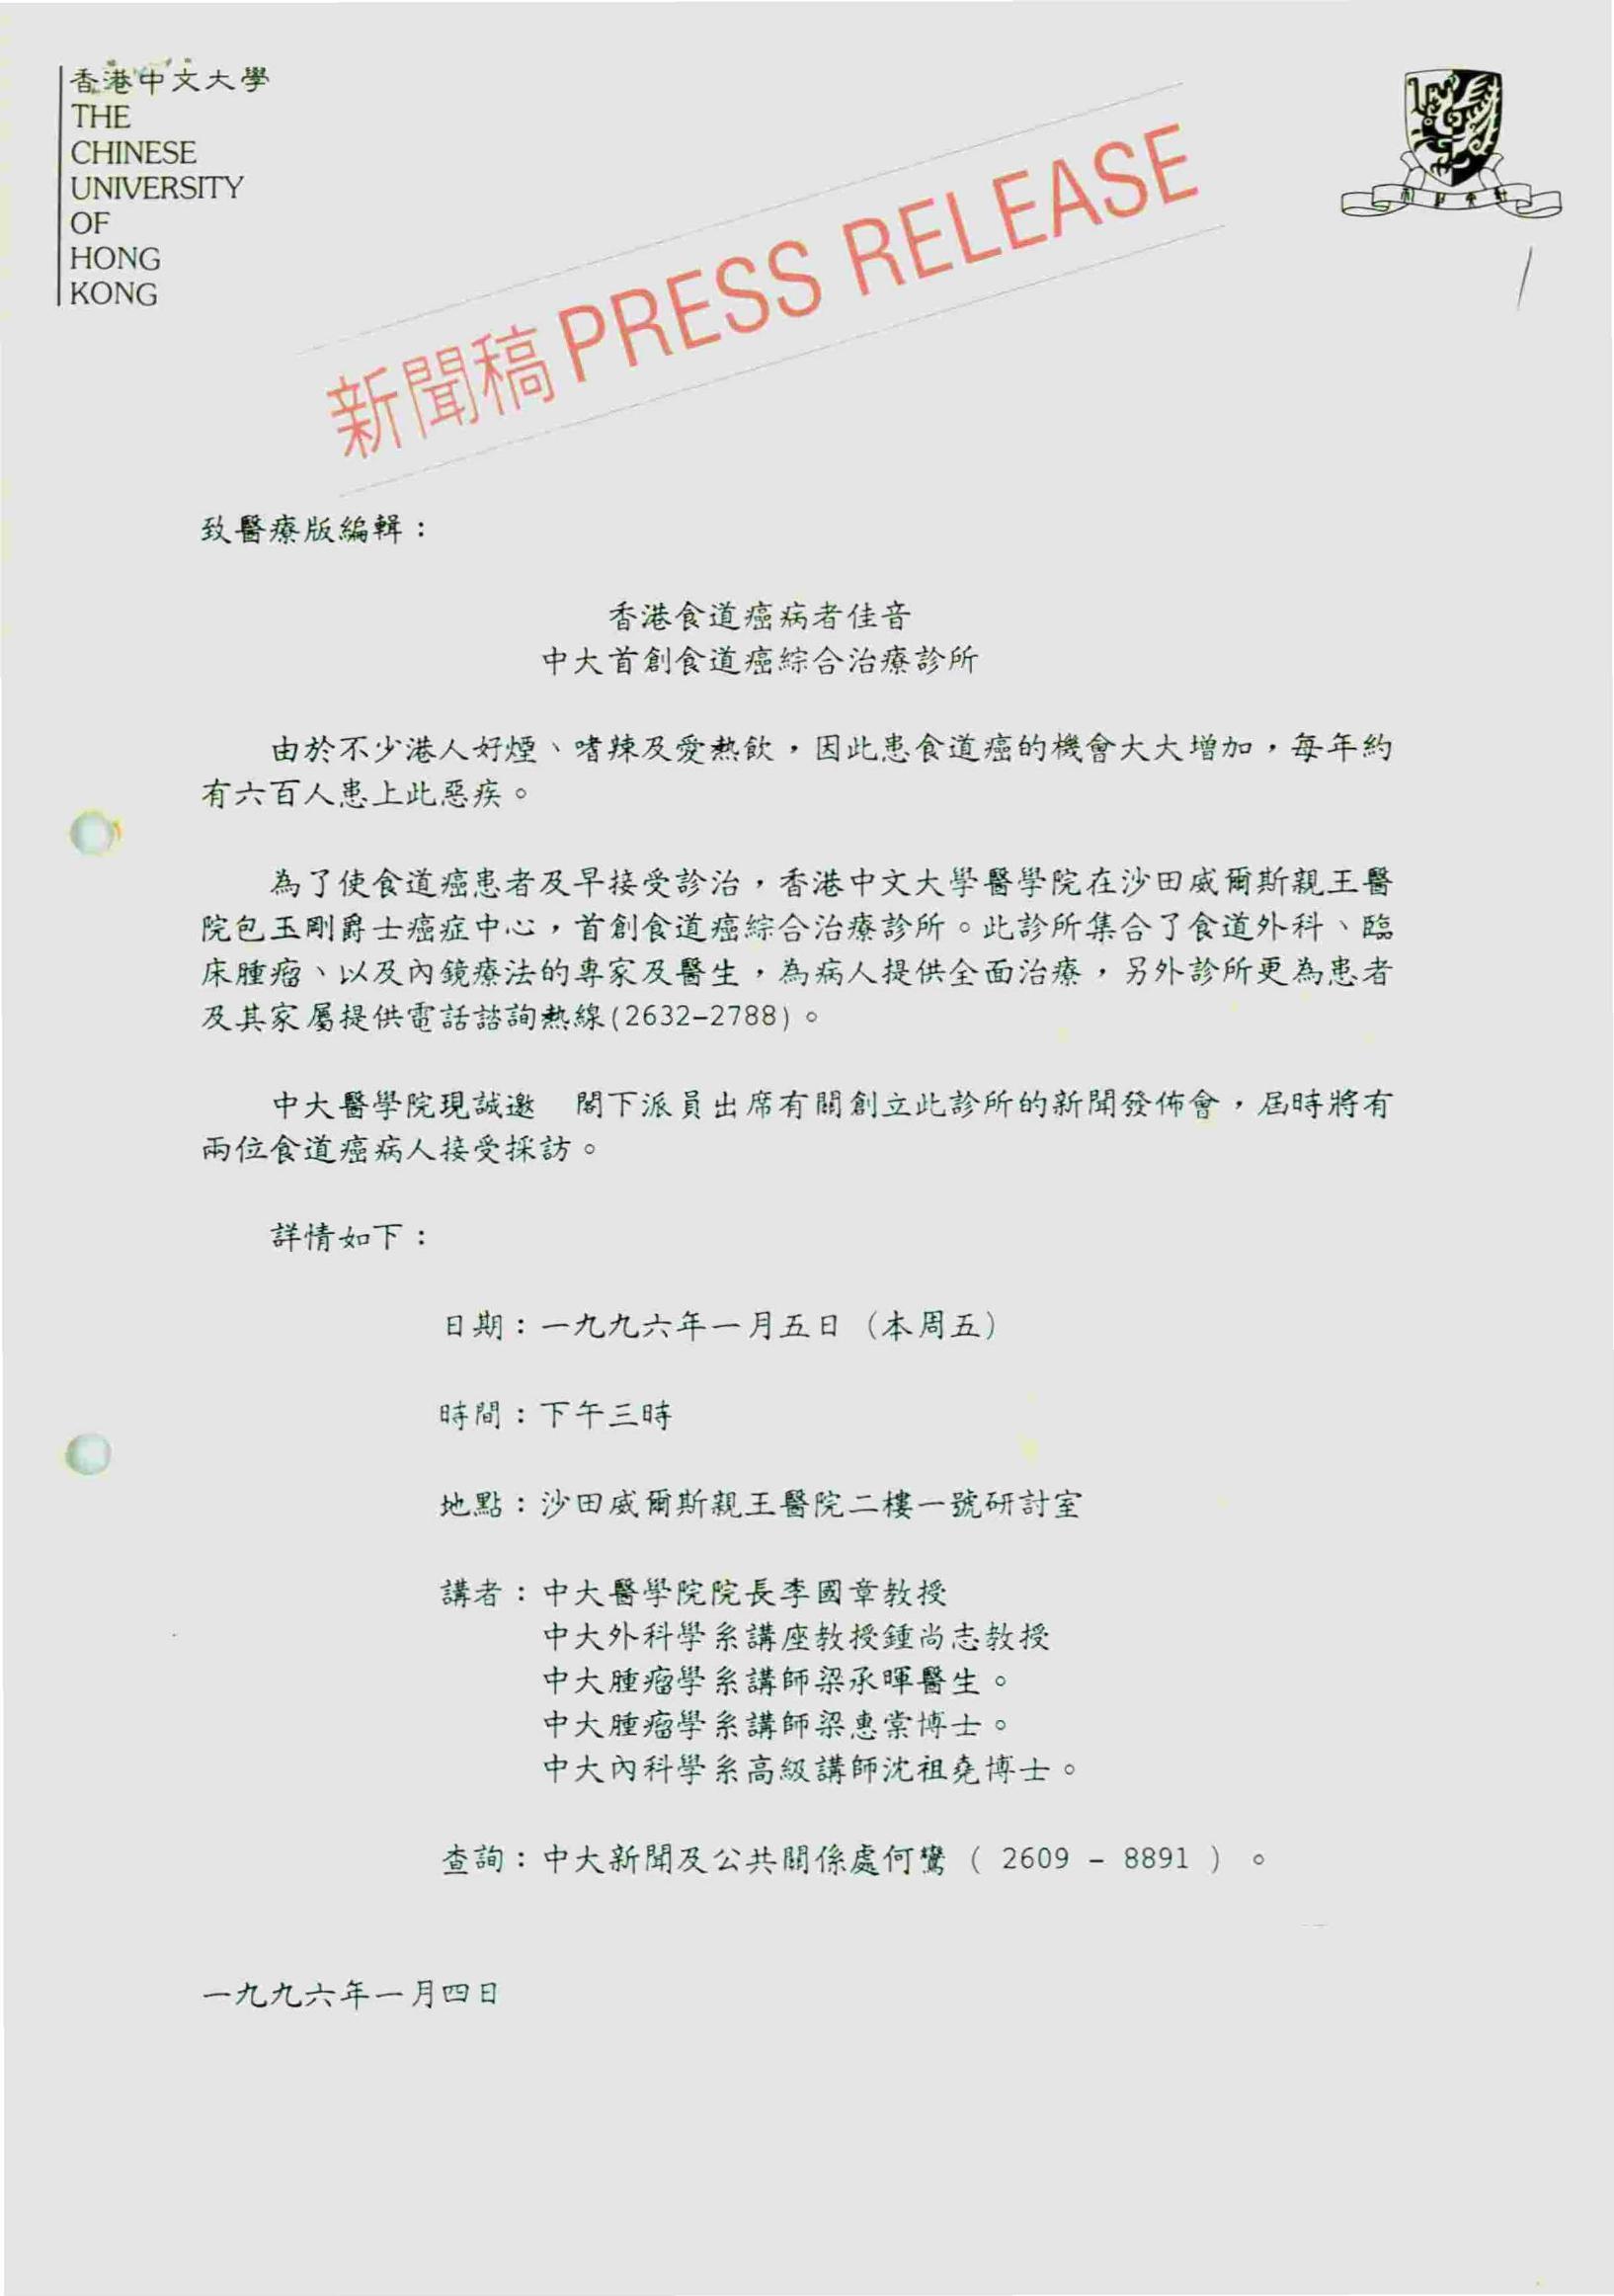 香港中文大學
THE
CHINESE
UNIVERSITY
OF
HONG
KONG
新聞稿 PRESS RELEASE
致醫療版編輯：
香港食道癌病者佳音
中大首創食道癌綜合治療診所
由於不少港人好煙、嗜辣及愛熱飲，因此患食道癌的機會大大增加，每年約
有六百人患上此惡疾。
為了使食道癌患者及早接受診治，香港中文大學醫學院在沙田威爾斯親王醫
院包玉剛爵士癌症中心，首創食道癌綜合治療診所。此診所集合了食道外科、臨
床腫瘤、以及內鏡療法的專家及醫生，為病人提供全面治療，另外診所更為患者
及其家屬提供電話諮詢熱線(2632-2788)。
中大醫學院現誠邀　閣下派員出席有關創立此診所的新聞發佈會，屆時將有
兩位食道癌病人接受採訪。
詳情如下：
日期：一九九六年一月五日（本周五）
時間：下午三時
地點：沙田威爾斯親王醫院二樓一號研討室
講者：中大醫學院院長李國章教授
中大外科學系講座教授鍾尚志教授
中大腫瘤學系講師梁承暉醫生。
中大腫瘤學系講師梁惠棠博士。
中大內科學系高級講師沈祖堯博士。
查詢：中大新聞及公共關係處何鸞（ 2609 - 8891 ）。
一九九六年一月四日